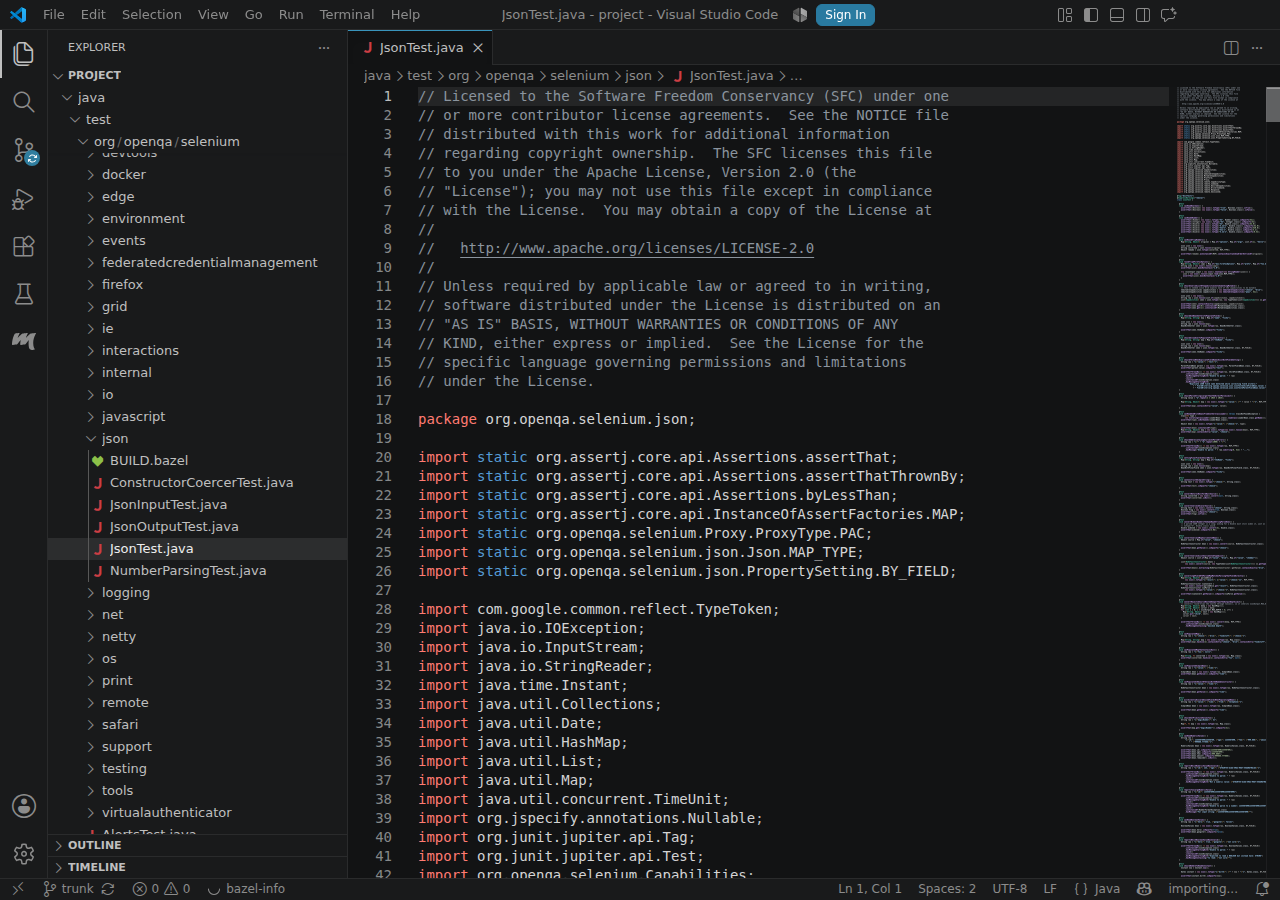 File Edit Selection View Go Run Terminal Help
JsonTest.java - project - Visual Studio Code
Sign In
EXPLORER
PROJECT
java
test
org/openqa/selenium
devtools
docker
edge
environment
events
federatedcredentialmanagement
firefox
grid
ie
interactions
internal
io
javascript
json
BUILD.bazel
ConstructorCoercerTest.java
JsonInputTest.java
JsonOutputTest.java
JsonTest.java
NumberParsingTest.java
logging
net
netty
os
print
remote
safari
support
testing
tools
virtualauthenticator
AlertsTest.java
OUTLINE
TIMELINE
JsonTest.java
java > test > org > openqa > selenium > json > JsonTest.java > ...
1 // Licensed to the Software Freedom Conservancy (SFC) under one
2 // or more contributor license agreements.  See the NOTICE file
3 // distributed with this work for additional information
4 // regarding copyright ownership.  The SFC licenses this file
5 // to you under the Apache License, Version 2.0 (the
6 // "License"); you may not use this file except in compliance
7 // with the License.  You may obtain a copy of the License at
8 //
9 //   http://www.apache.org/licenses/LICENSE-2.0
10 //
11 // Unless required by applicable law or agreed to in writing,
12 // software distributed under the License is distributed on an
13 // "AS IS" BASIS, WITHOUT WARRANTIES OR CONDITIONS OF ANY
14 // KIND, either express or implied.  See the License for the
15 // specific language governing permissions and limitations
16 // under the License.
17
18 package org.openqa.selenium.json;
19
20 import static org.assertj.core.api.Assertions.assertThat;
21 import static org.assertj.core.api.Assertions.assertThatThrownBy;
22 import static org.assertj.core.api.Assertions.byLessThan;
23 import static org.assertj.core.api.InstanceOfAssertFactories.MAP;
24 import static org.openqa.selenium.Proxy.ProxyType.PAC;
25 import static org.openqa.selenium.json.Json.MAP_TYPE;
26 import static org.openqa.selenium.json.PropertySetting.BY_FIELD;
27
28 import com.google.common.reflect.TypeToken;
29 import java.io.IOException;
30 import java.io.InputStream;
31 import java.io.StringReader;
32 import java.time.Instant;
33 import java.util.Collections;
34 import java.util.Date;
35 import java.util.HashMap;
36 import java.util.List;
37 import java.util.Map;
38 import java.util.concurrent.TimeUnit;
39 import org.jspecify.annotations.Nullable;
40 import org.junit.jupiter.api.Tag;
41 import org.junit.jupiter.api.Test;
42 import org.openqa.selenium.Capabilities;
trunk 0 0 bazel-info
Ln 1, Col 1 Spaces: 2 UTF-8 LF { } Java importing...